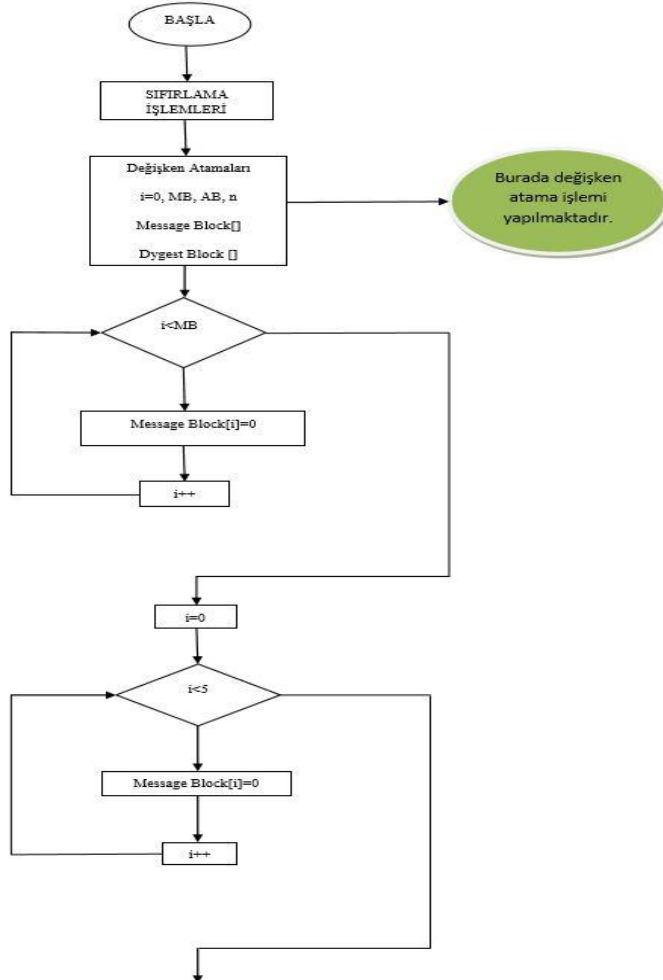 BAŞLA
SIFIRLAMA
İŞLEMLERİ
Değişken Atamaları
i=0, MB, AB, n
Message Block[]
Dygest Block []
Burada değişken
atama işlemi
yapılmaktadır.
i<MB
Message Block[i]=0
i++
i=0
i<5
Message Block[i]=0
i++